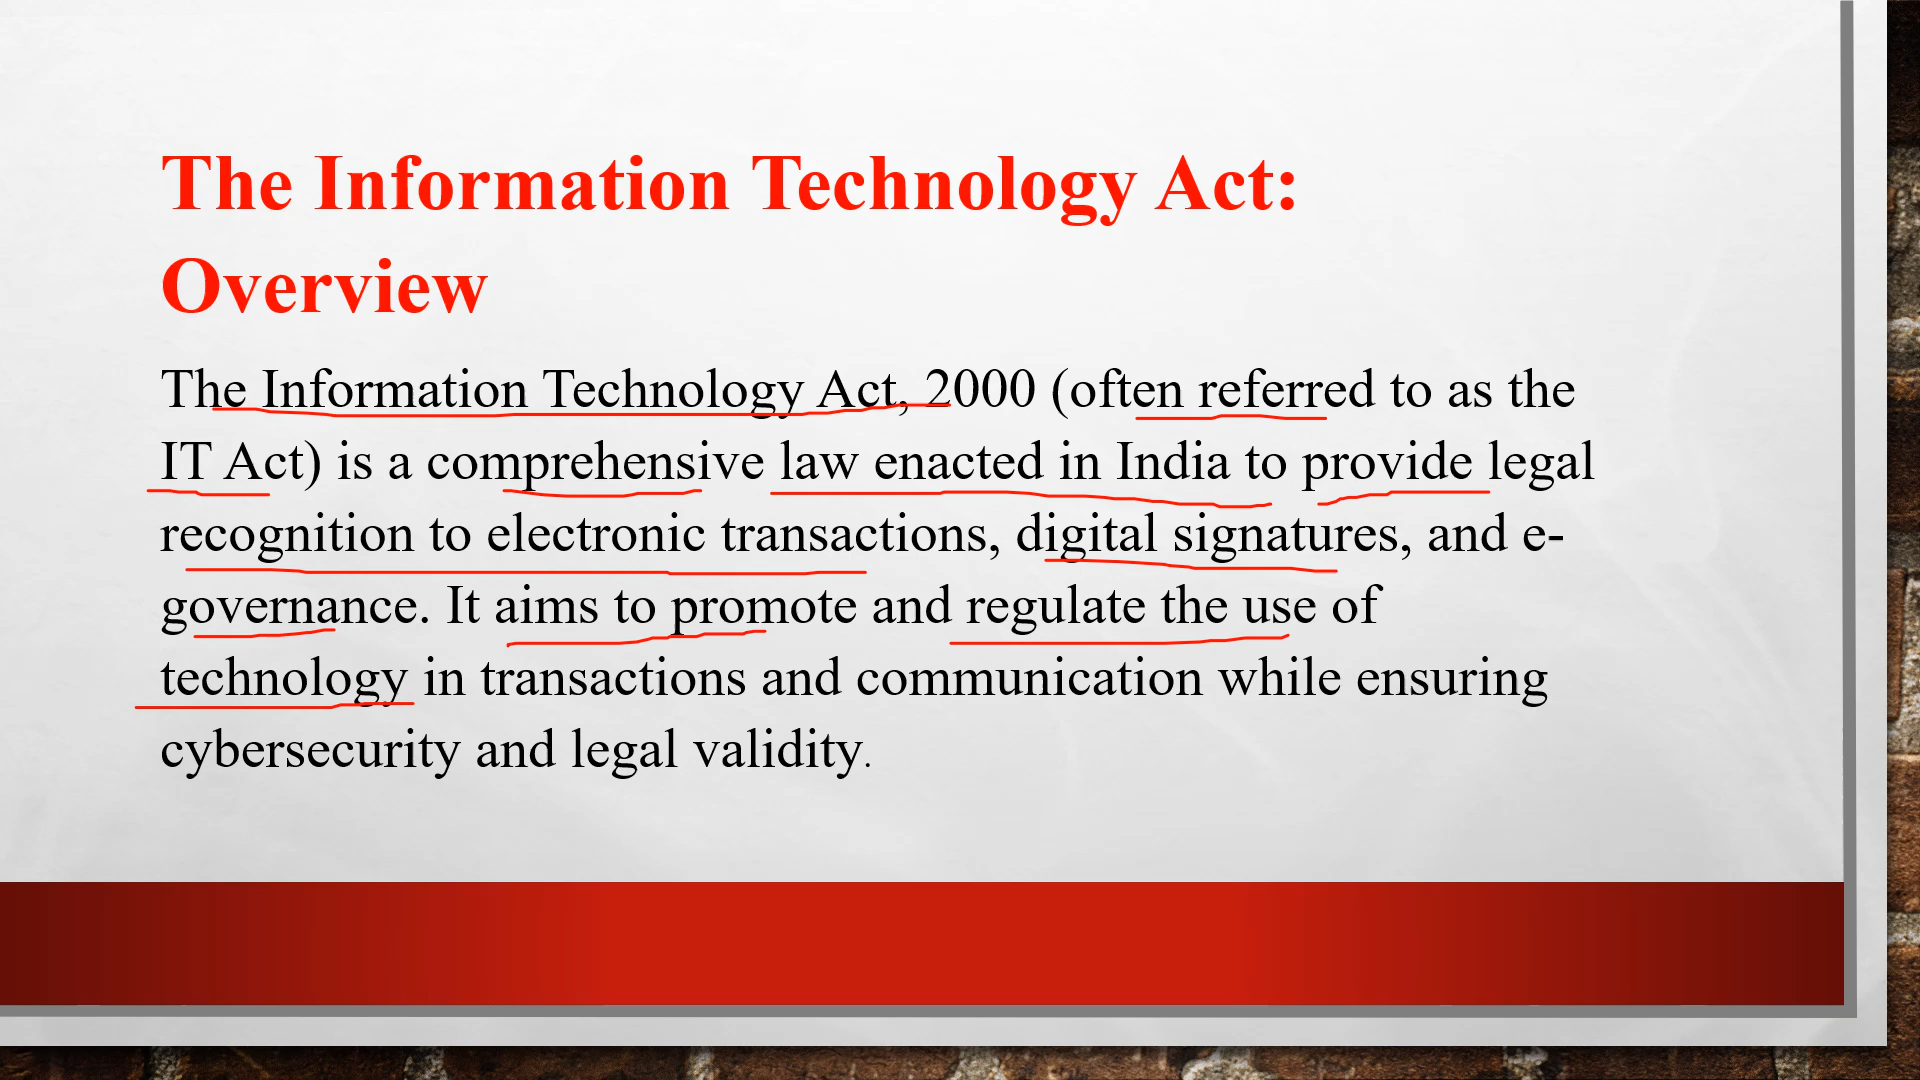 The Information Technology Act:
Overview
The Information Technology Act, 2000 (often referred to as the
IT Act) is a comprehensive law enacted in India to provide legal
recognition to electronic transactions, digital signatures, and e-
governance. It aims to promote and regulate the use of
technology in transactions and communication while ensuring
cybersecurity and legal validity.